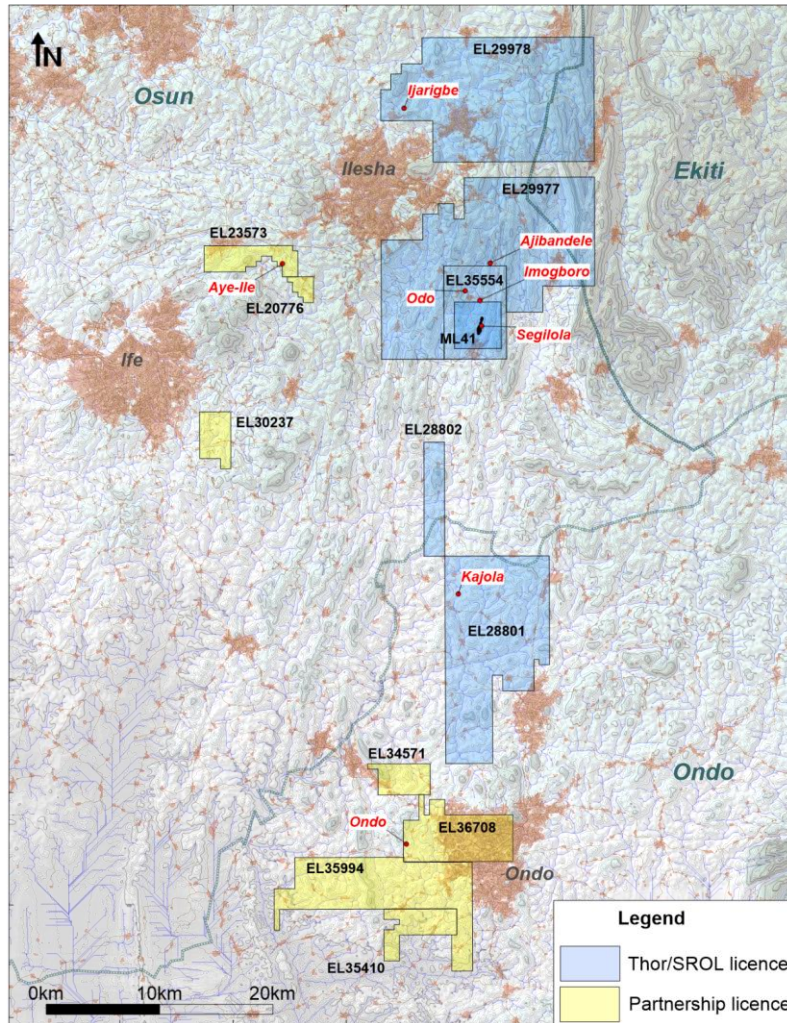 N
EL29978
Osun
Ijarigbe
Ilesha
Ekiti
EL29977
EL23573
Ajibandele
Aye-Ile
EL35554
Imogboro
EL20776
Odo
Segilola
ML41
Ife
EL30237
EL28802
Kajola
EL28801
EL34571
Ondo
Ondo
EL36708
EL35994
Ondo
Legend
Thor/SROL licence
EL35410
0km
10km
20km
Partnership licence